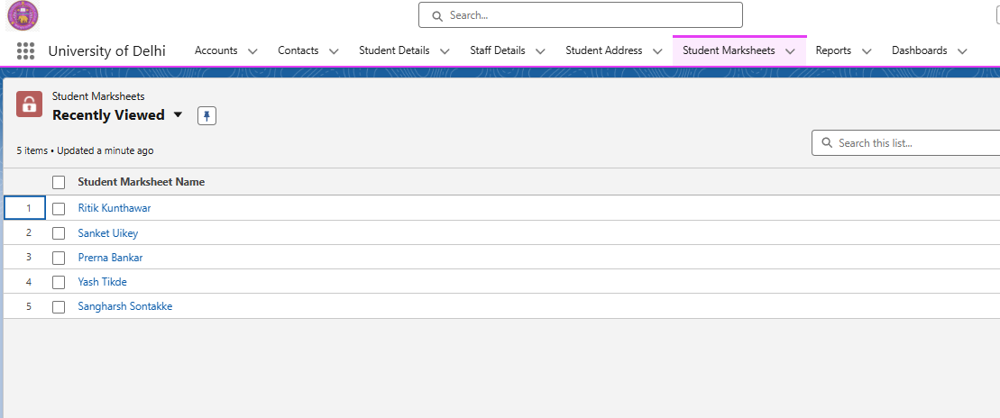 Search...
University of Delhi Accounts Contacts Student Details Staff Details Student Address Student Marksheets Reports Dashboards
Student Marksheets
Recently Viewed
5 items • Updated a minute ago
Search this list...
Student Marksheet Name
1 Ritik Kunthawar
2 Sanket Uikey
3 Prerna Bankar
4 Yash Tikde
5 Sangharsh Sontakke